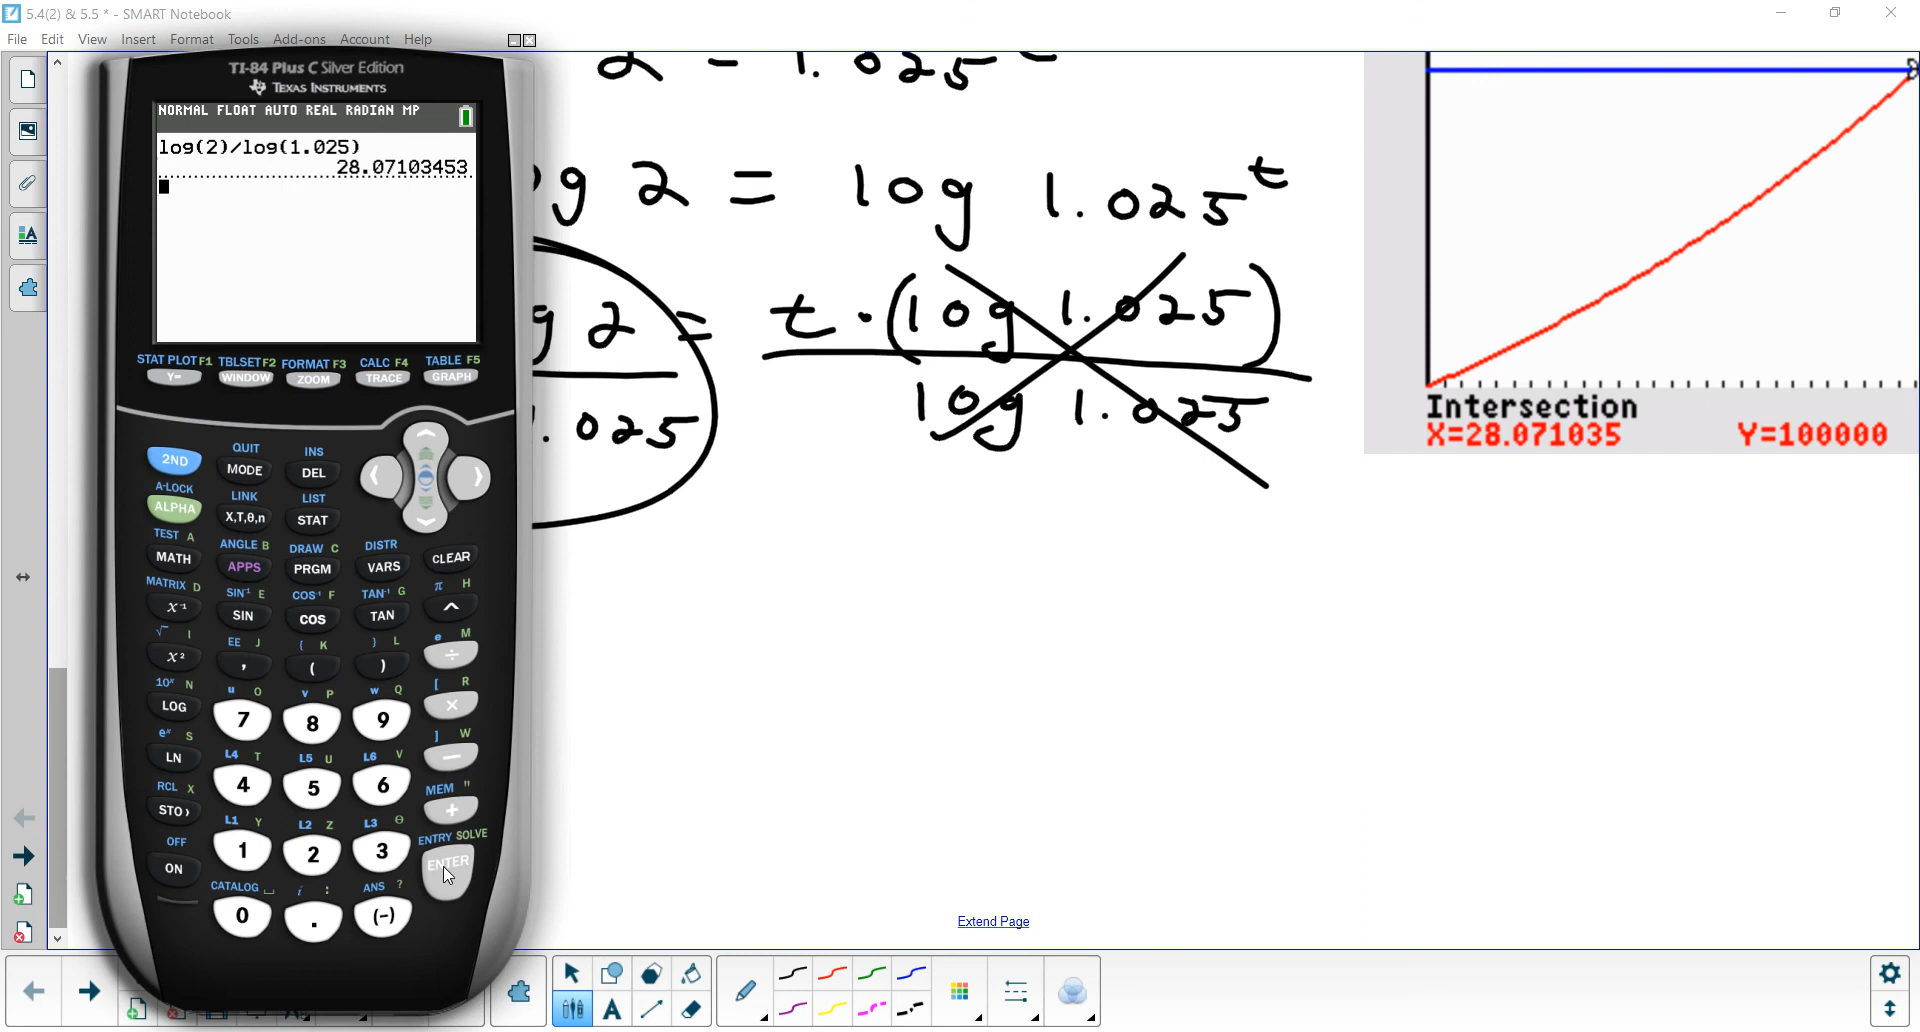 5.4(2) & 5.5 * - SMART Notebook
File Edit View Insert Format Tools Add-ons Account Help
TI-84 Plus C Silver Edition
TEXAS INSTRUMENTS
NORMAL FLOAT AUTO REAL RADIAN MP
log(2)/log(1.025)
28.07103453
STAT PLOT F1 TBLSET F2 FORMAT F3 CALC F4 TABLE F5
Y= WINDOW ZOOM TRACE GRAPH
QUIT INS
2ND MODE DEL
A-LOCK LINK LIST
ALPHA X,T,θ,n STAT
TEST A ANGLE B DRAW C DISTR
MATH APPS PRGM VARS CLEAR
MATRIX D SIN⁻¹ E COS⁻¹ F TAN⁻¹ G π H
X⁻¹ SIN COS TAN ^
√ I EE J { K } L e M
X² , ( ) ÷
10ˣ N u O v P w Q [ R
LOG 7 8 9 ×
eˣ S L4 T L5 U L6 V ] W
LN 4 5 6 −
RCL X L1 Y L2 Z L3 θ MEM "
STO› 1 2 3 +
OFF CATALOG ⎵ i : ANS ? ENTRY SOLVE
ON 0 . (−) ENTER
2 = 1.025
og 2 = log 1.025ᵗ
g 2 = t · (log 1.025)
.025 log 1.025
Intersection
X=28.071035 Y=100000
Extend Page